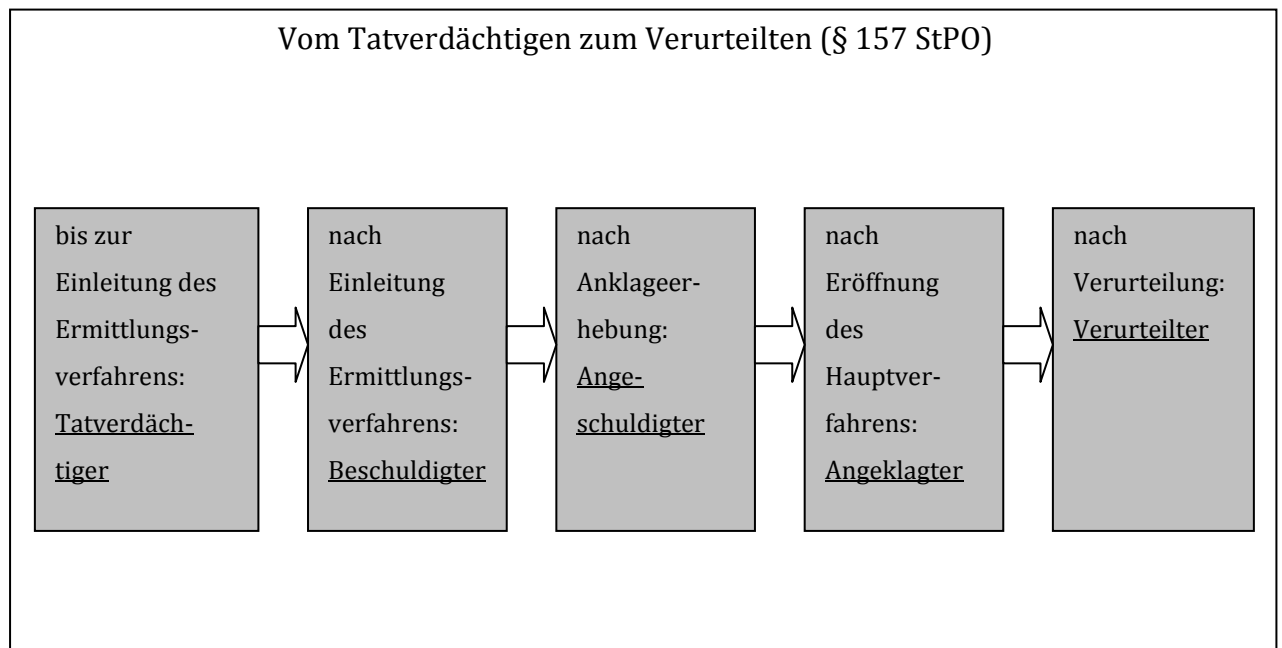 Vom Tatverdächtigen zum Verurteilten (§ 157 StPO)
bis zur
Einleitung des
Ermittlungs-
verfahrens:
Tatverdäch-
tiger
nach
Einleitung
des
Ermittlungs-
verfahrens:
Beschuldigter
nach
Anklageer-
hebung:
Ange-
schuldigter
nach
Eröffnung
des
Hauptver-
fahrens:
Angeklagter
nach
Verurteilung:
Verurteilter